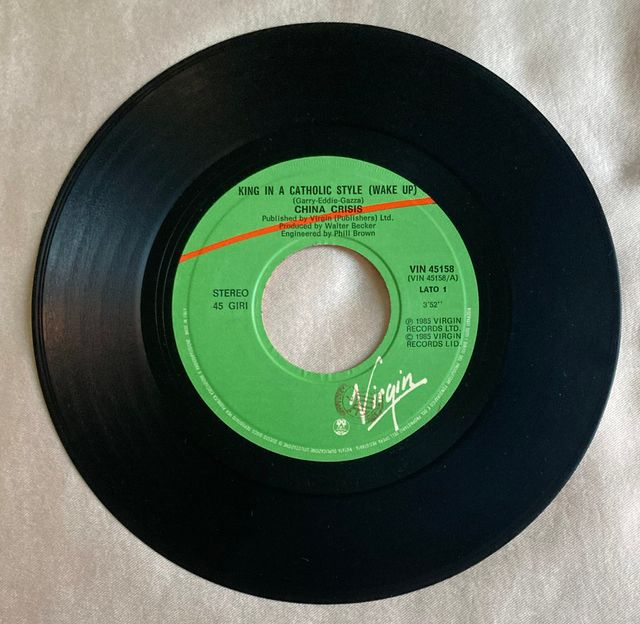 KING IN A CATHOLIC STYLE (WAKE UP)
(Garry-Eddie-Gazza)
CHINA CRISIS
Published by Virgin (Publishers) Ltd.
Produced by Walter Becker
Engineered by Phill Brown
VIN 45158
(VIN 45158/A)
STEREO
LATO 1
45 GIRI
3'52''
℗ 1985 VIRGIN
RECORDS LTD.
© 1985 VIRGIN
RECORDS LTD.
Virgin